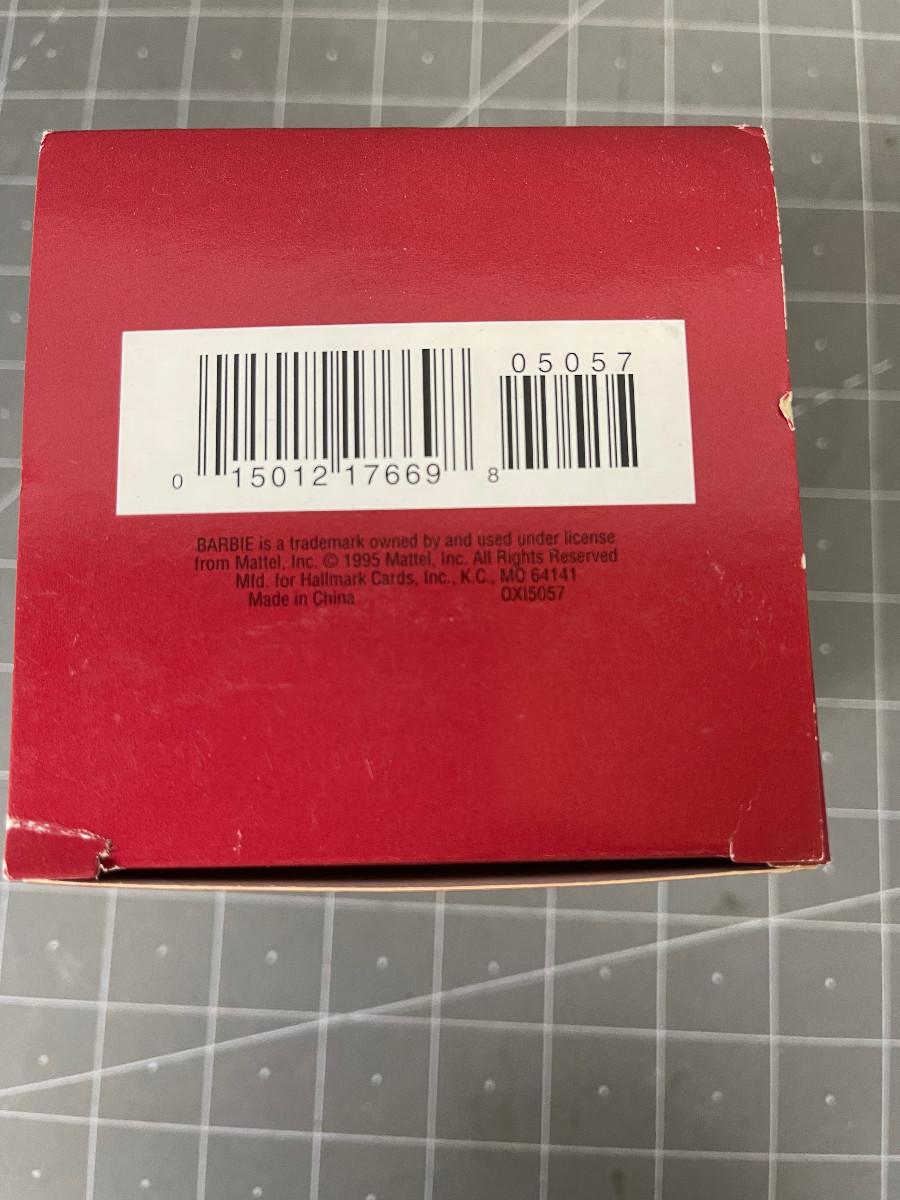 05057
0 15012 17669 8
BARBIE is a trademark owned by and used under license
from Mattel, Inc. © 1995 Mattel, Inc. All Rights Reserved
Mfd. for Hallmark Cards, Inc., K.C., MO 64141
Made in China QXI5057